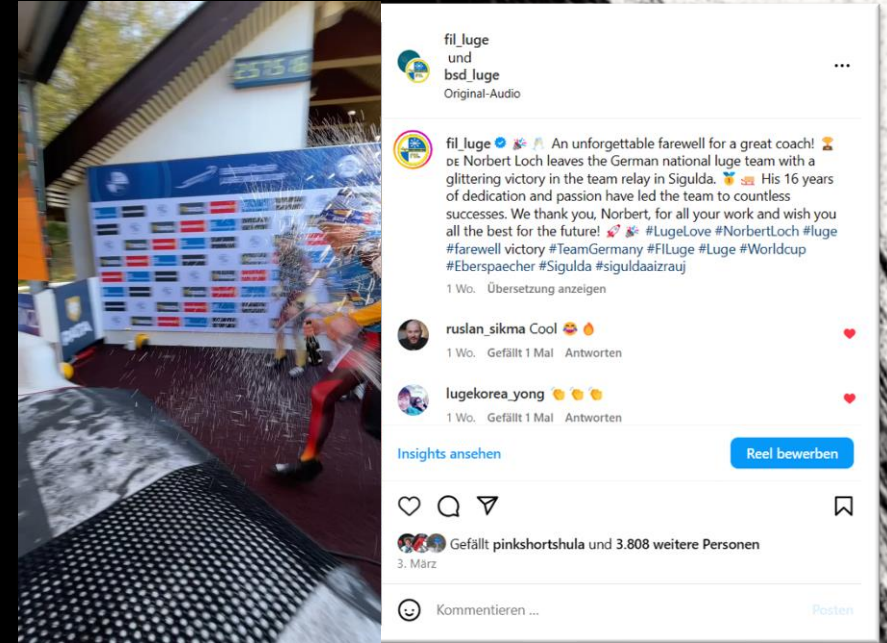 fil_luge
und
bsd_luge
Original-Audio
fil_luge 🎉 🥂 An unforgettable farewell for a great coach! 🏆
DE Norbert Loch leaves the German national luge team with a
glittering victory in the team relay in Sigulda. 🥇 His 16 years
of dedication and passion have led the team to countless
successes. We thank you, Norbert, for all your work and wish you
all the best for the future! 🚀 🎉 #LugeLove #NorbertLoch #luge
#farewell victory #TeamGermany #FILuge #Luge #Worldcup
#Eberspaecher #Sigulda #siguldaaizrauj
1 Wo. Übersetzung anzeigen
ruslan_sikma Cool 😂 🔥
1 Wo. Gefällt 1 Mal Antworten
lugekorea_yong 👏 👏 👏
1 Wo. Gefällt 1 Mal Antworten
Insights ansehen
Reel bewerben
Gefällt pinkshortshula und 3.808 weitere Personen
3. März
Kommentieren ...
Posten